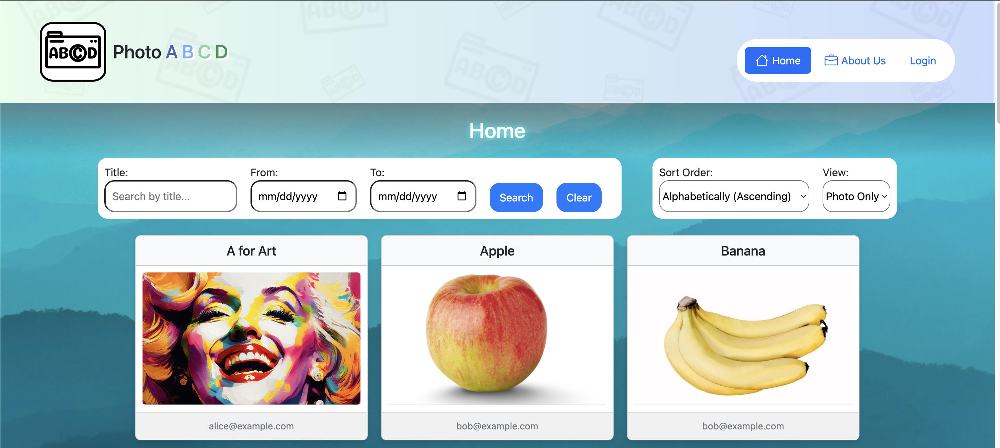 ABCD
Photo A B C D
Home
About Us
Login
Home
Title:
From:
To:
Sort Order:
View:
Search by title...
mm/dd/yyyy
mm/dd/yyyy
Search
Clear
Alphabetically (Ascending)
Photo Only
A for Art
Apple
Banana
alice@example.com
bob@example.com
bob@example.com